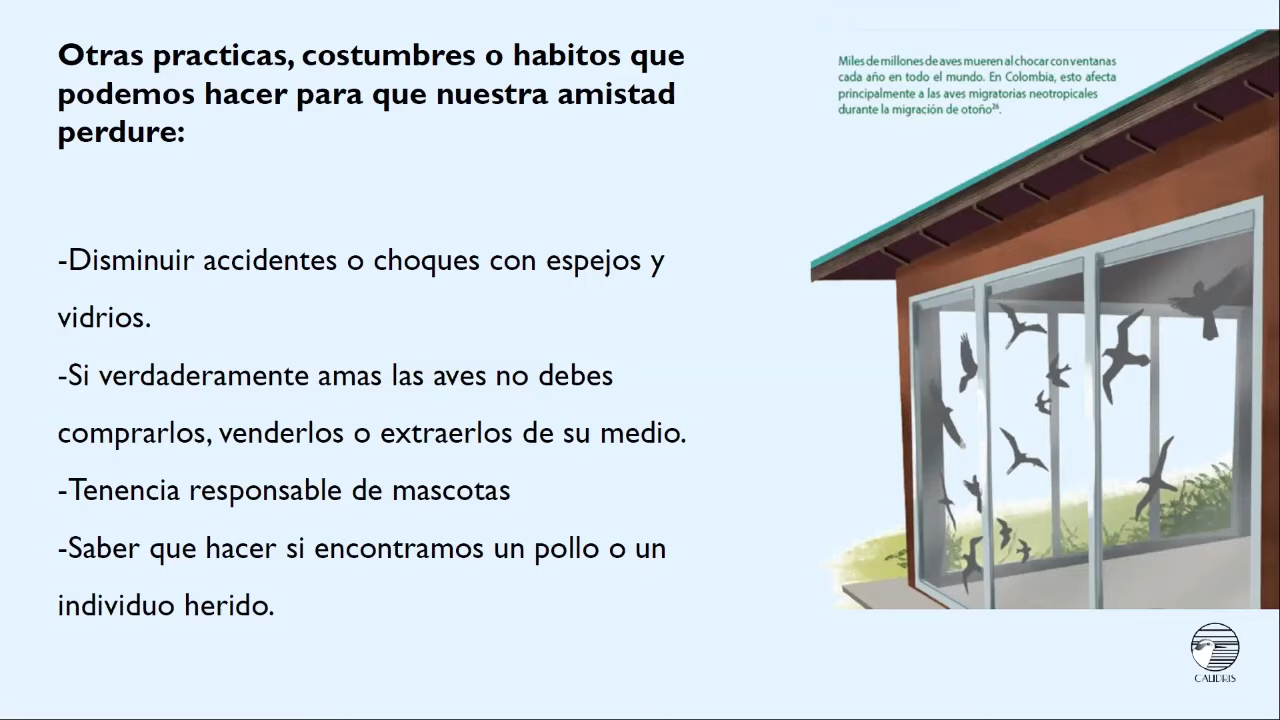 Otras practicas, costumbres o habitos que
podemos hacer para que nuestra amistad
perdure:
-Disminuir accidentes o choques con espejos y
vidrios.
-Si verdaderamente amas las aves no debes
comprarlos, venderlos o extraerlos de su medio.
-Tenencia responsable de mascotas
-Saber que hacer si encontramos un pollo o un
individuo herido.
Miles de millones de aves mueren al chocar con ventanas
cada año en todo el mundo. En Colombia, esto afecta
principalmente a las aves migratorias neotropicales
durante la migración de otoño²⁶.
CALIDRIS